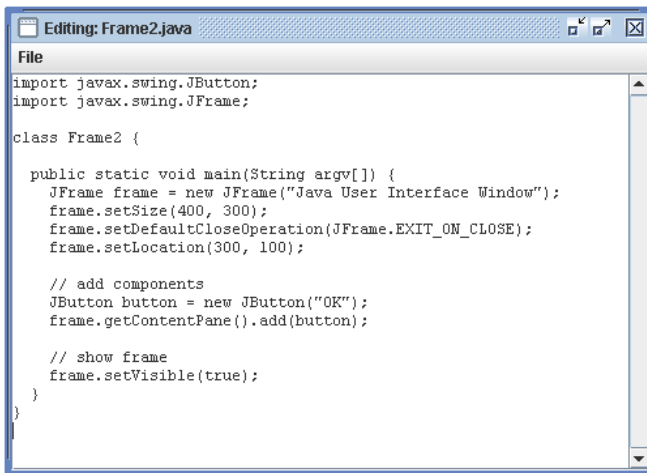 Editing: Frame2.java
File
import javax.swing.JButton;
import javax.swing.JFrame;

class Frame2 {

  public static void main(String argv[]) {
    JFrame frame = new JFrame("Java User Interface Window");
    frame.setSize(400, 300);
    frame.setDefaultCloseOperation(JFrame.EXIT_ON_CLOSE);
    frame.setLocation(300, 100);

    // add components
    JButton button = new JButton("OK");
    frame.getContentPane().add(button);

    // show frame
    frame.setVisible(true);
  }
}